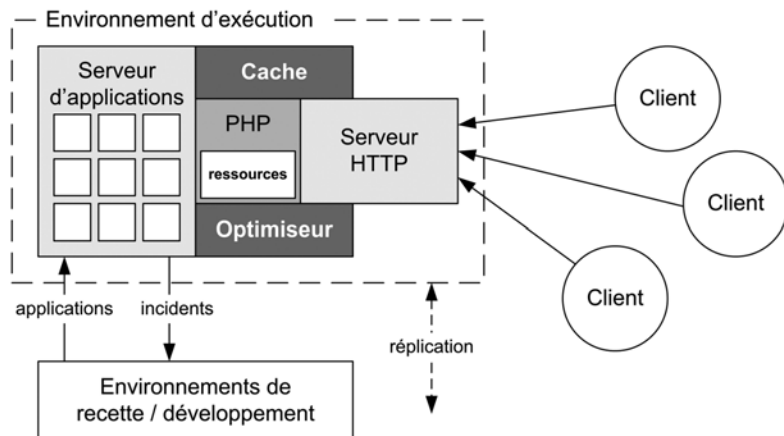 Environnement d’exécution
Serveur
d’applications
Cache
PHP
ressources
Serveur
HTTP
Optimiseur
Client
Client
Client
applications
incidents
réplication
Environnements de
recette / développement